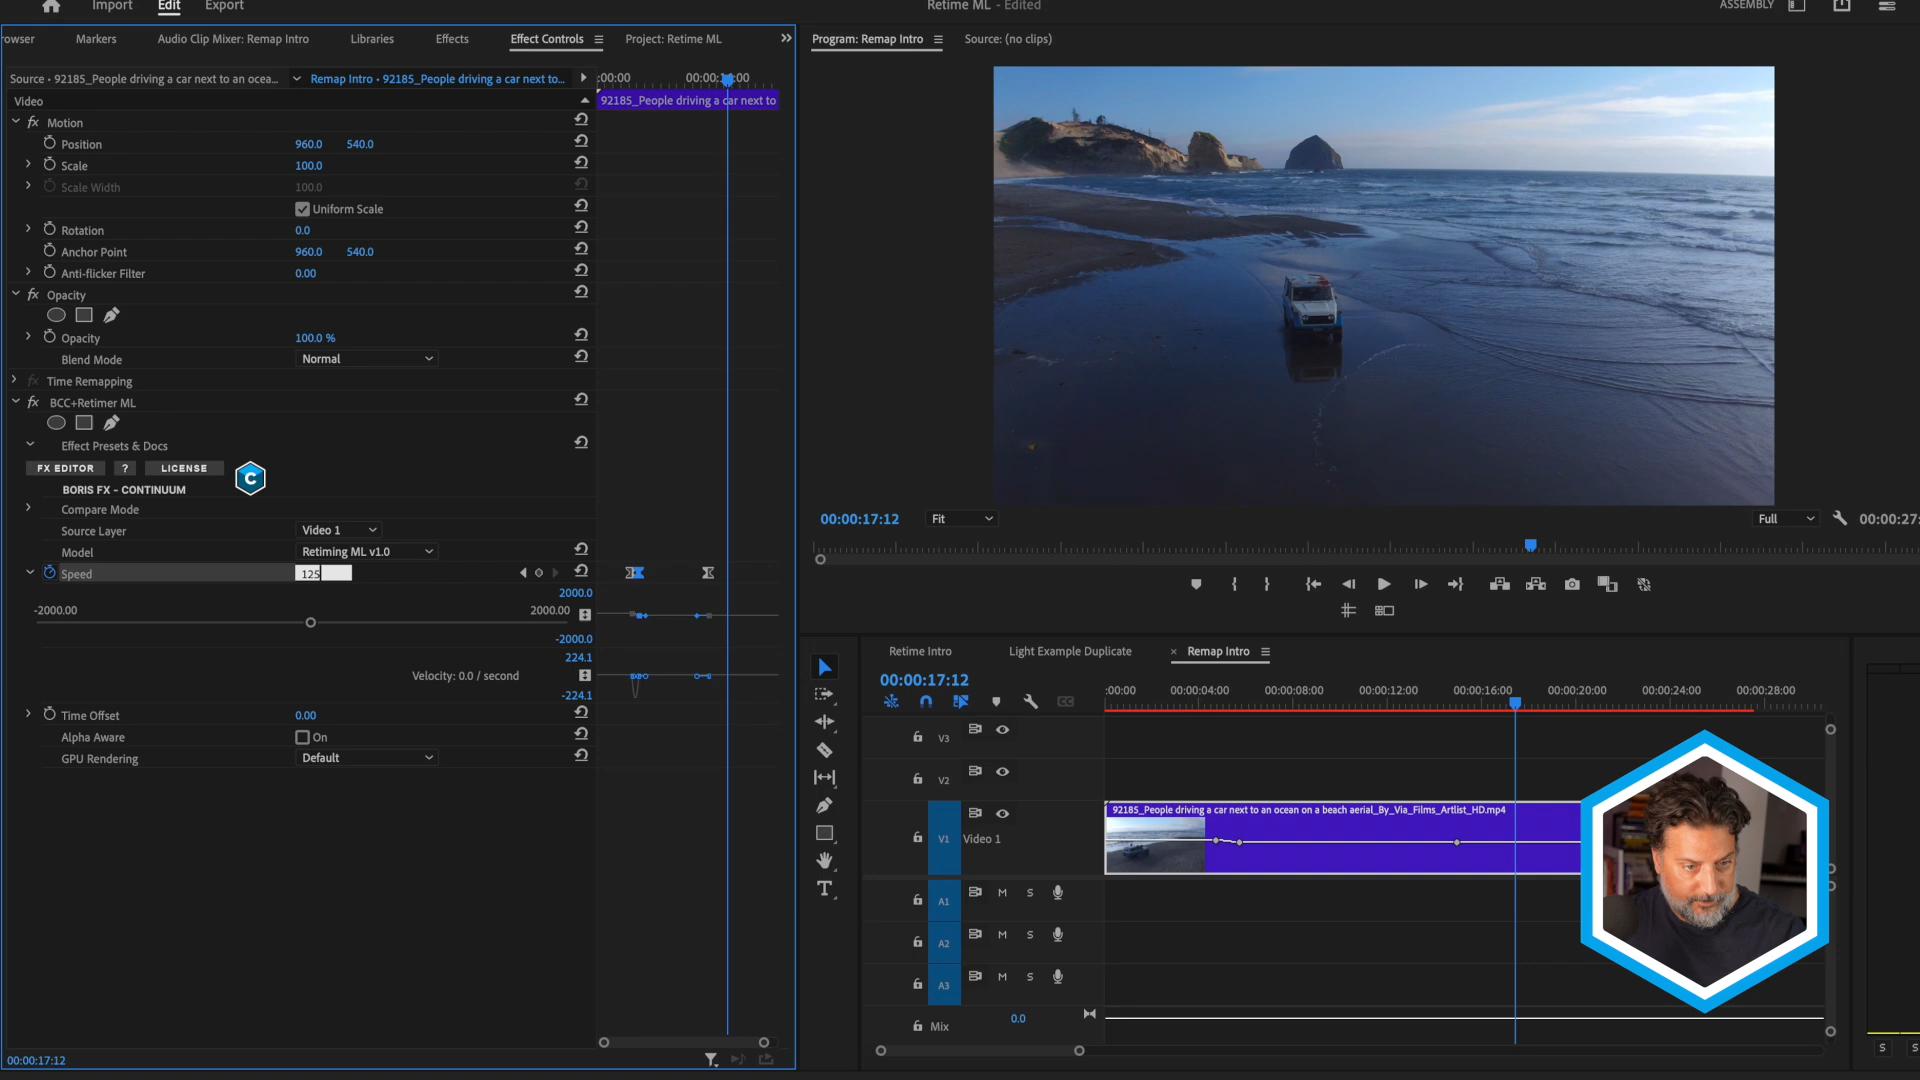 Import
Edit
Export
Retime ML - Edited
ASSEMBLY
rowser
Markers
Audio Clip Mixer: Remap Intro
Libraries
Effects
Effect Controls
Project: Retime ML
Program: Remap Intro
Source: (no clips)
Source • 92185_People driving a car next to an ocea...
Remap Intro • 92185_People driving a car next to...
:00:00
Video
92185_People driving a car next to
fx Motion
Position 960.0 540.0
Scale 100.0
Scale Width 100.0
Uniform Scale
Rotation 0.0
Anchor Point 960.0 540.0
Anti-flicker Filter 0.00
fx Opacity
Opacity 100.0 %
Blend Mode Normal
fx Time Remapping
fx BCC+Retimer ML
Effect Presets & Docs
FX EDITOR ? LICENSE
C
BORIS FX - CONTINUUM
Compare Mode
Source Layer Video 1
Model Retiming ML v1.0
Speed 125
2000.0
-2000.00 2000.00
-2000.0
224.1
Velocity: 0.0 / second
-224.1
Time Offset 0.00
Alpha Aware On
GPU Rendering Default
00:00:17:12
00:00:17:12
Fit
Full
00:00:27:
Retime Intro
Light Example Duplicate
× Remap Intro
00:00:17:12
:00:00 00:00:04:00 00:00:08:00 00:00:12:00 00:00:16:00 00:00:20:00 00:00:24:00 00:00:28:00
V3
V2
92185_People driving a car next to an ocean on a beach aerial_By_Via_Films_Artlist_HD.mp4
V1 Video 1
A1 M S
A2 M S
A3 M S
Mix 0.0
S S